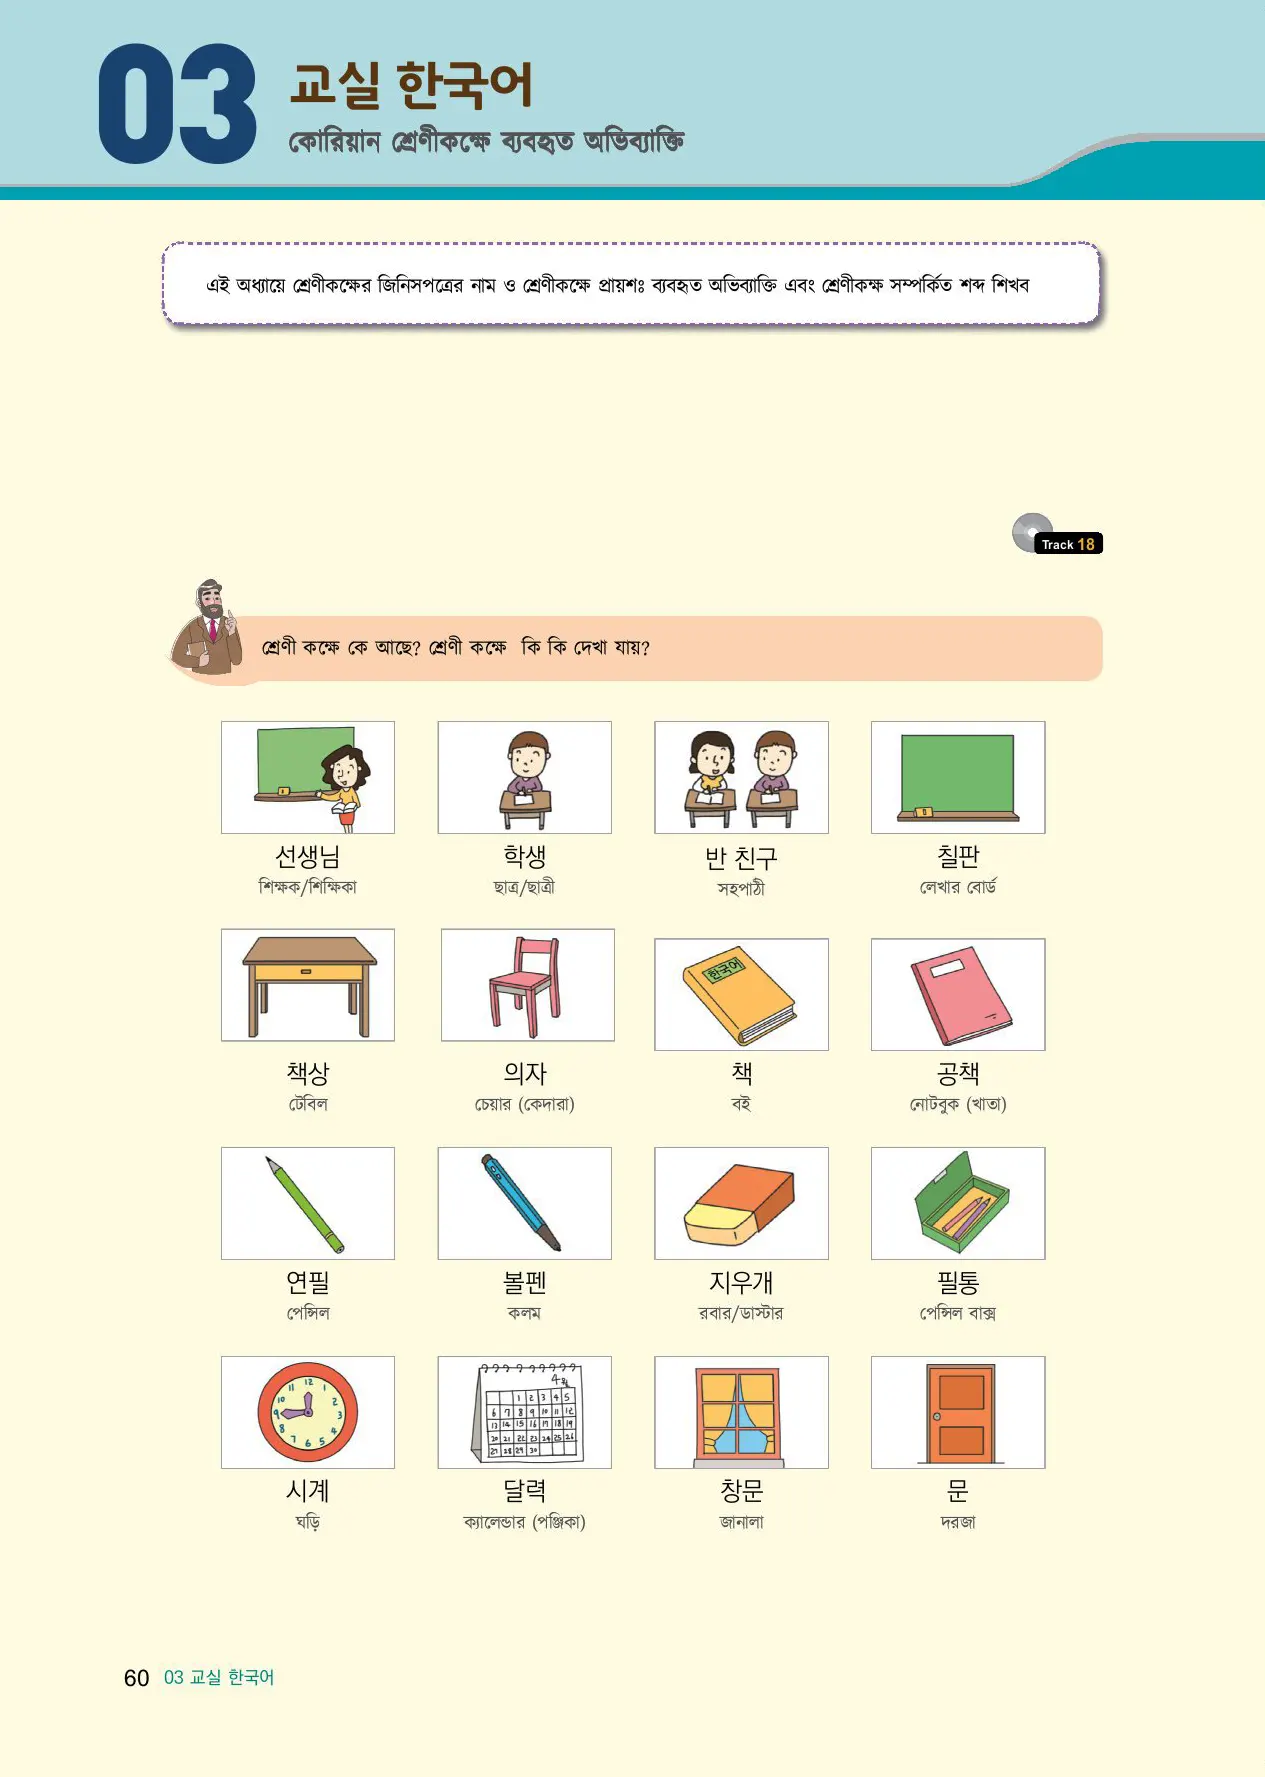 03
교실 한국어
কোরিয়ান শ্রেণীকক্ষে ব্যবহৃত অভিব্যাক্তি
এই অধ্যায়ে শ্রেণীকক্ষের জিনিসপত্রের নাম ও শ্রেণীকক্ষে প্রায়শঃ ব্যবহৃত অভিব্যাক্তি এবং শ্রেণীকক্ষ সম্পর্কিত শব্দ শিখব
Track 18
শ্রেণী কক্ষে কে আছে? শ্রেণী কক্ষে কি কি দেখা যায়?
선생님 학생 반 친구 칠판
শিক্ষক/শিক্ষিকা ছাত্র/ছাত্রী সহপাঠী লেখার বোর্ড
한국어
책상 의자 책 공책
টেবিল চেয়ার (কেদারা) বই নোটবুক (খাতা)
연필 볼펜 지우개 필통
পেন্সিল কলম রবার/ডাস্টার পেন্সিল বাক্স
12 1 2 3 4 5 6 7 8 9 10 11
4월
1 2 3 4 5
6 7 8 9 10 11 12
13 14 15 16 17 18 19
20 21 22 23 24 25 26
27 28 29 30
시계 달력 창문 문
ঘড়ি ক্যালেন্ডার (পঞ্জিকা) জানালা দরজা
60 03 교실 한국어